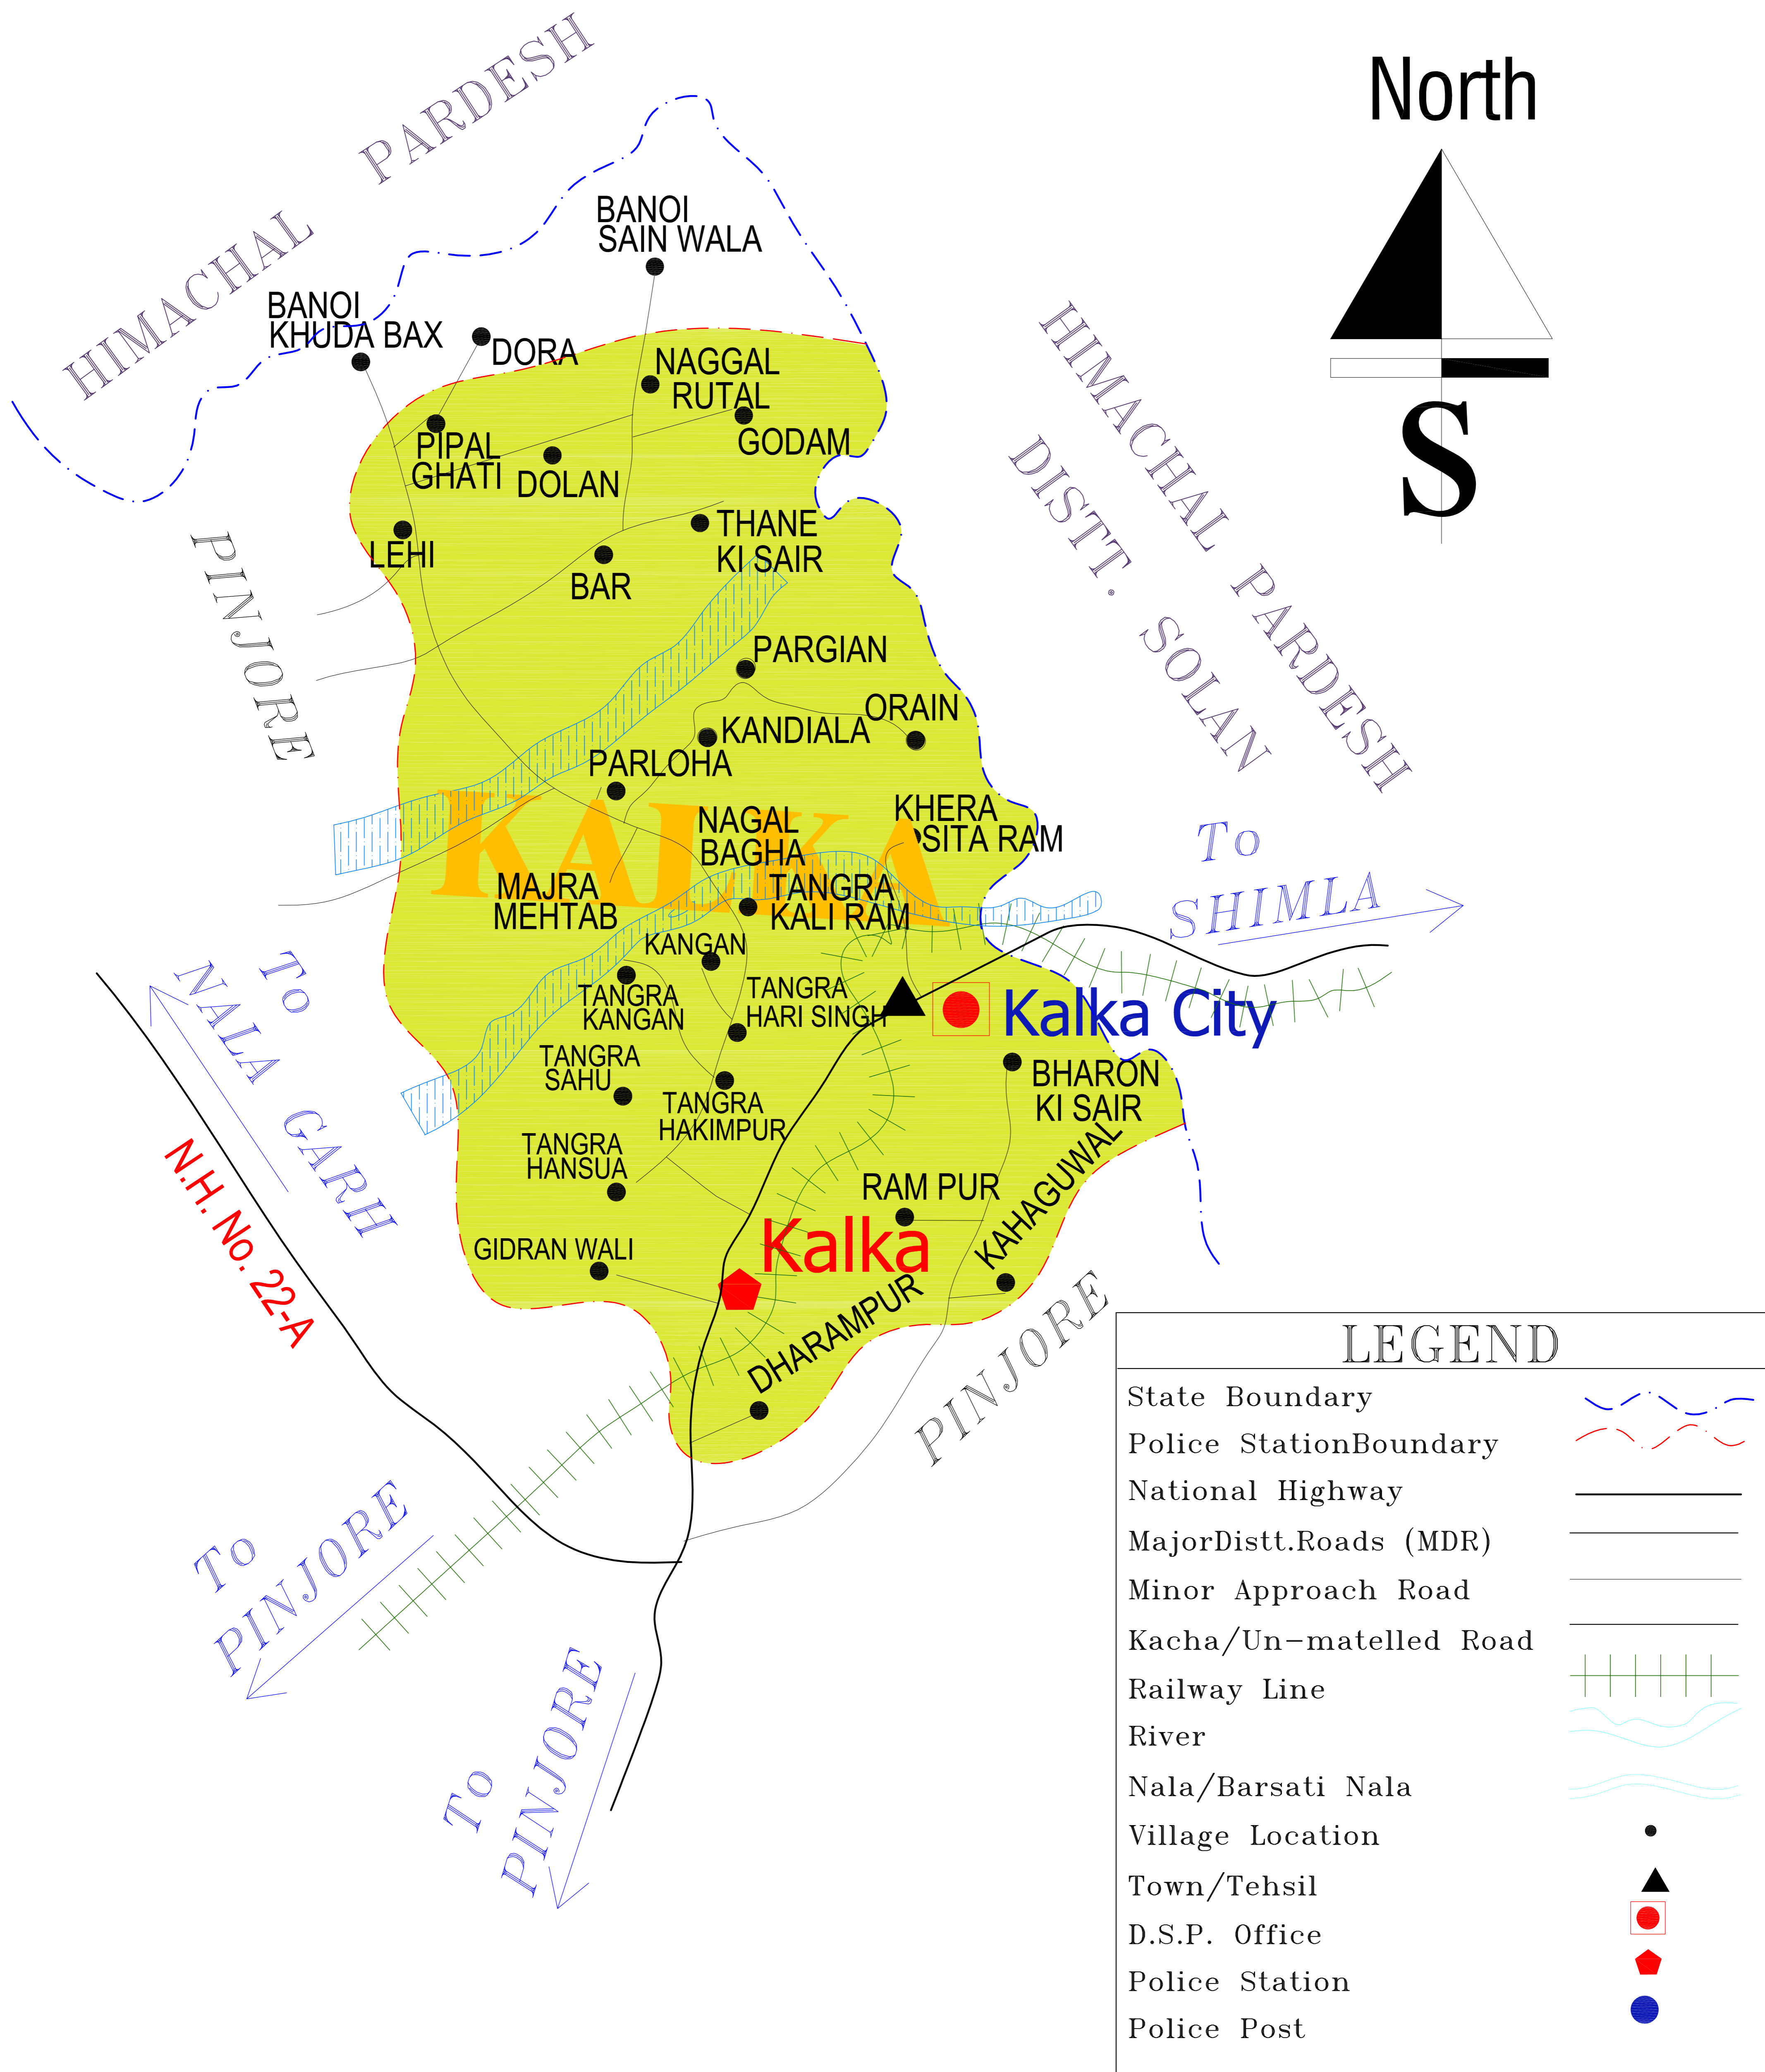 North
S
HIMACHAL PARDESH
BANOI
SAIN WALA
BANOI
KHUDA BAX
DORA
NAGGAL
RUTAL
GODAM
PIPAL
GHATI
DOLAN
HIMACHAL PARDESH
DISTT. SOLAN
THANE
KI SAIR
LEHI
BAR
PINJORE
PARGIAN
ORAIN
KANDIALA
PARLOHA
KALKA
NAGAL
BAGHA
KHERA
SITA RAM
MAJRA
MEHTAB
TANGRA
KALI RAM
To
SHIMLA
KANGAN
TANGRA
KANGAN
TANGRA
HARI SINGH
Kalka City
To
NALA GARH
TANGRA
SAHU
TANGRA
HAKIMPUR
BHARON
KI SAIR
TANGRA
HANSUA
RAM PUR
KAHAGUWAL
N.H. No. 22-A
GIDRAN WALI
Kalka
DHARAMPUR
PINJORE
To
PINJORE
To
PINJORE
LEGEND
State Boundary
Police StationBoundary
National Highway
MajorDistt.Roads (MDR)
Minor Approach Road
Kacha/Un-matelled Road
Railway Line
River
Nala/Barsati Nala
Village Location
Town/Tehsil
D.S.P. Office
Police Station
Police Post